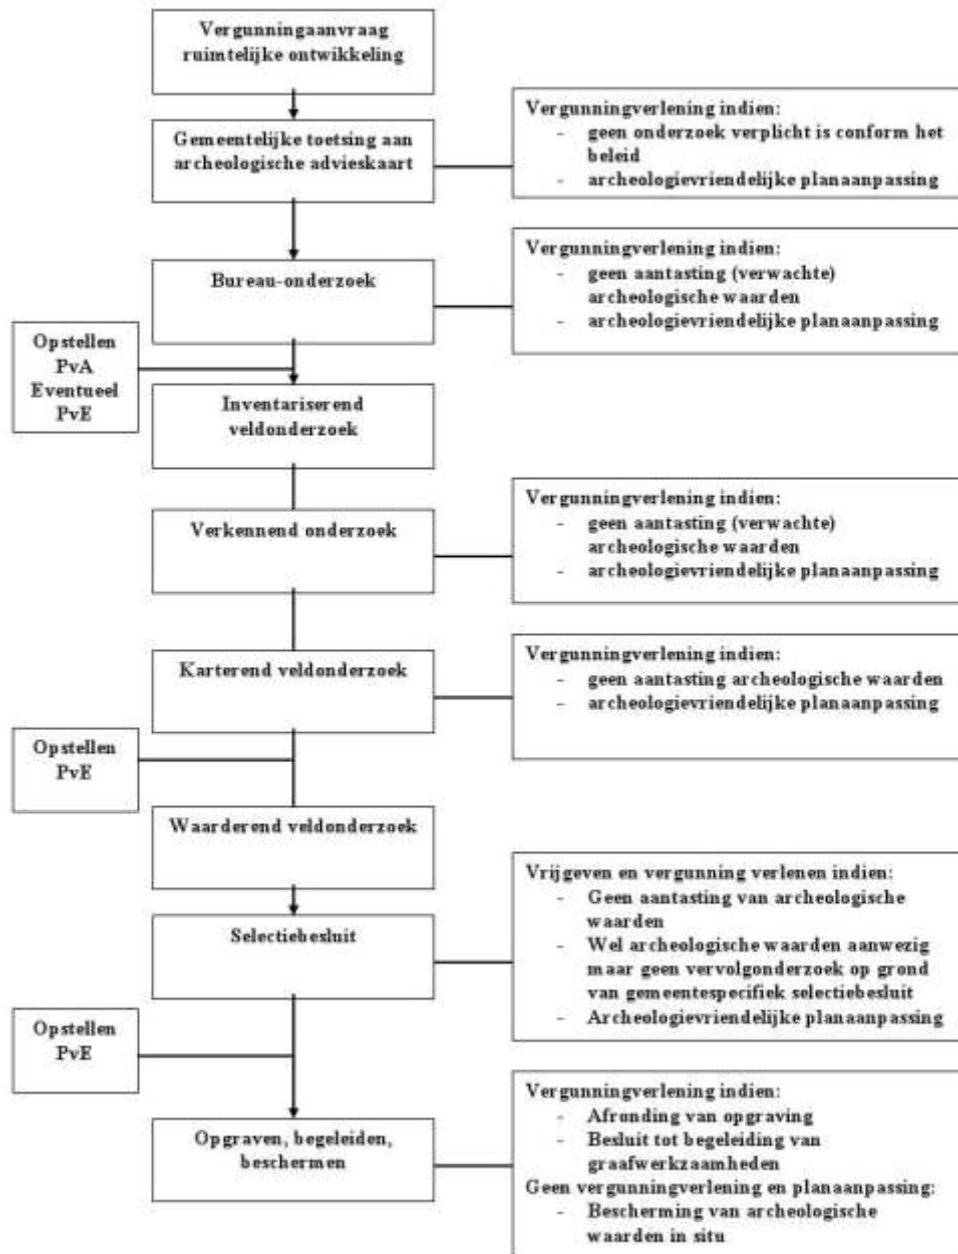 Vergunningaanvraag
ruimtelijke ontwikkeling
Gemeentelijke toetsing aan
archeologische advieskaart
Vergunningverlening indien:
- geen onderzoek verplicht is conform het
beleid
- archeologievriendelijke planaanpassing
Bureau-onderzoek
Vergunningverlening indien:
- geen aantasting (verwachte)
archeologische waarden
- archeologievriendelijke planaanpassing
Opstellen
PvA
Eventueel
PvE
Inventariserend
veldonderzoek
Verkennend onderzoek
Vergunningverlening indien:
- geen aantasting (verwachte)
archeologische waarden
- archeologievriendelijke planaanpassing
Karterend veldonderzoek
Vergunningverlening indien:
- geen aantasting archeologische waarden
- archeologievriendelijke planaanpassing
Opstellen
PvE
Waarderend veldonderzoek
Selectiebesluit
Vrijgeven en vergunning verlenen indien:
- Geen aantasting van archeologische
waarden
- Wel archeologische waarden aanwezig
maar geen vervolgonderzoek op grond
van gemeentespecifiek selectiebesluit
- Archeologievriendelijke planaanpassing
Opstellen
PvE
Opgraven, begeleiden,
beschermen
Vergunningverlening indien:
- Afronding van opgraving
- Besluit tot begeleiding van
graafwerkzaamheden
Geen vergunningverlening en planaanpassing:
- Bescherming van archeologische
waarden in situ